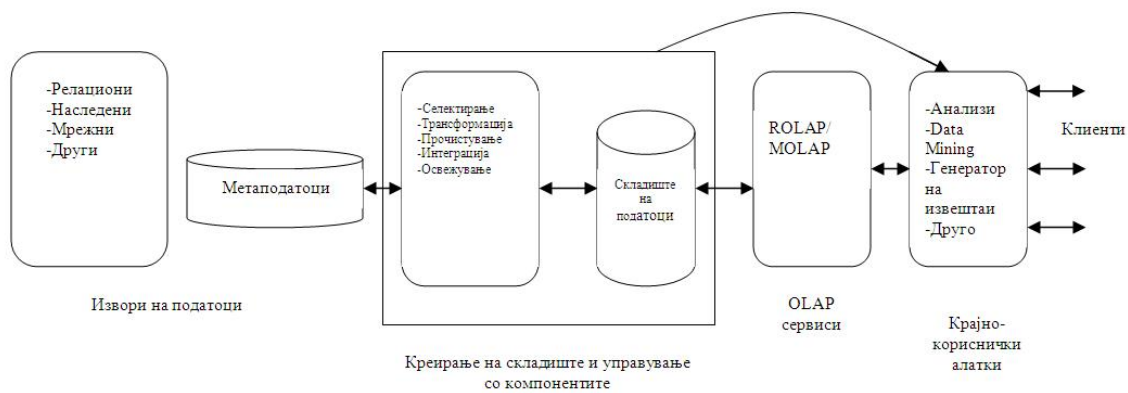 -Релациони
-Наследени
-Мрежни
-Други
Метаподатоци
Извори на податоци
-Селектирање
-Трансформација
-Прочистување
-Интеграција
-Освежување
Складиште
на
податоци
Креирање на складиште и управување
со компонентите
ROLAP/
MOLAP
OLAP
сервиси
-Анализи
-Data
Mining
-Генератор
на
извештаи
-Друго
Крајно-
кориснички
алатки
Клиенти